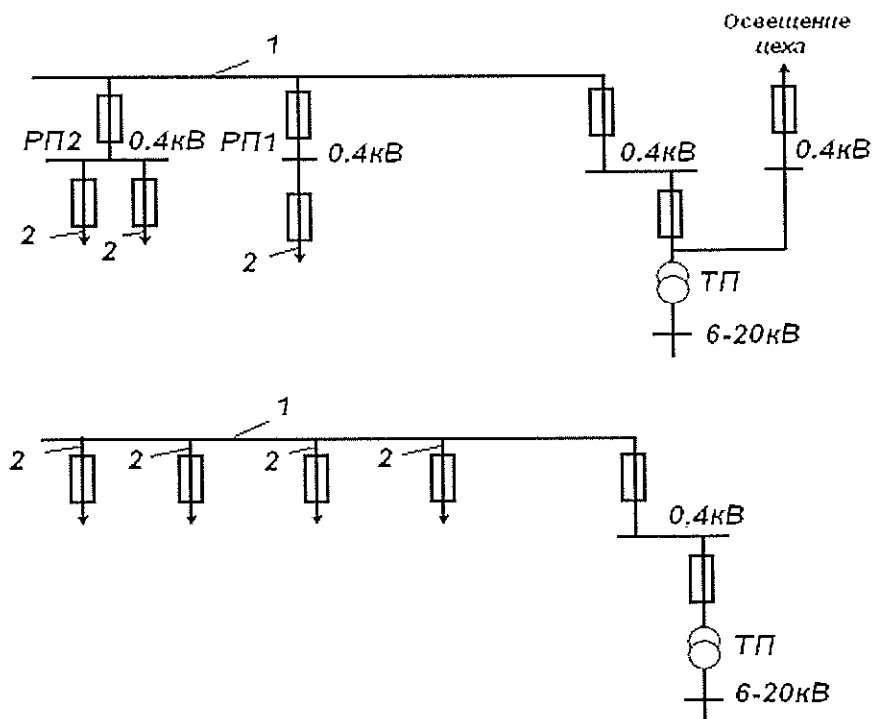 Освещение
цеха
1
РП2 0.4кВ РП1 0.4кВ 0.4кВ 0.4кВ
2 2 2
ТП
6-20кВ
1
2 2 2 2
0,4кВ
ТП
6-20кВ